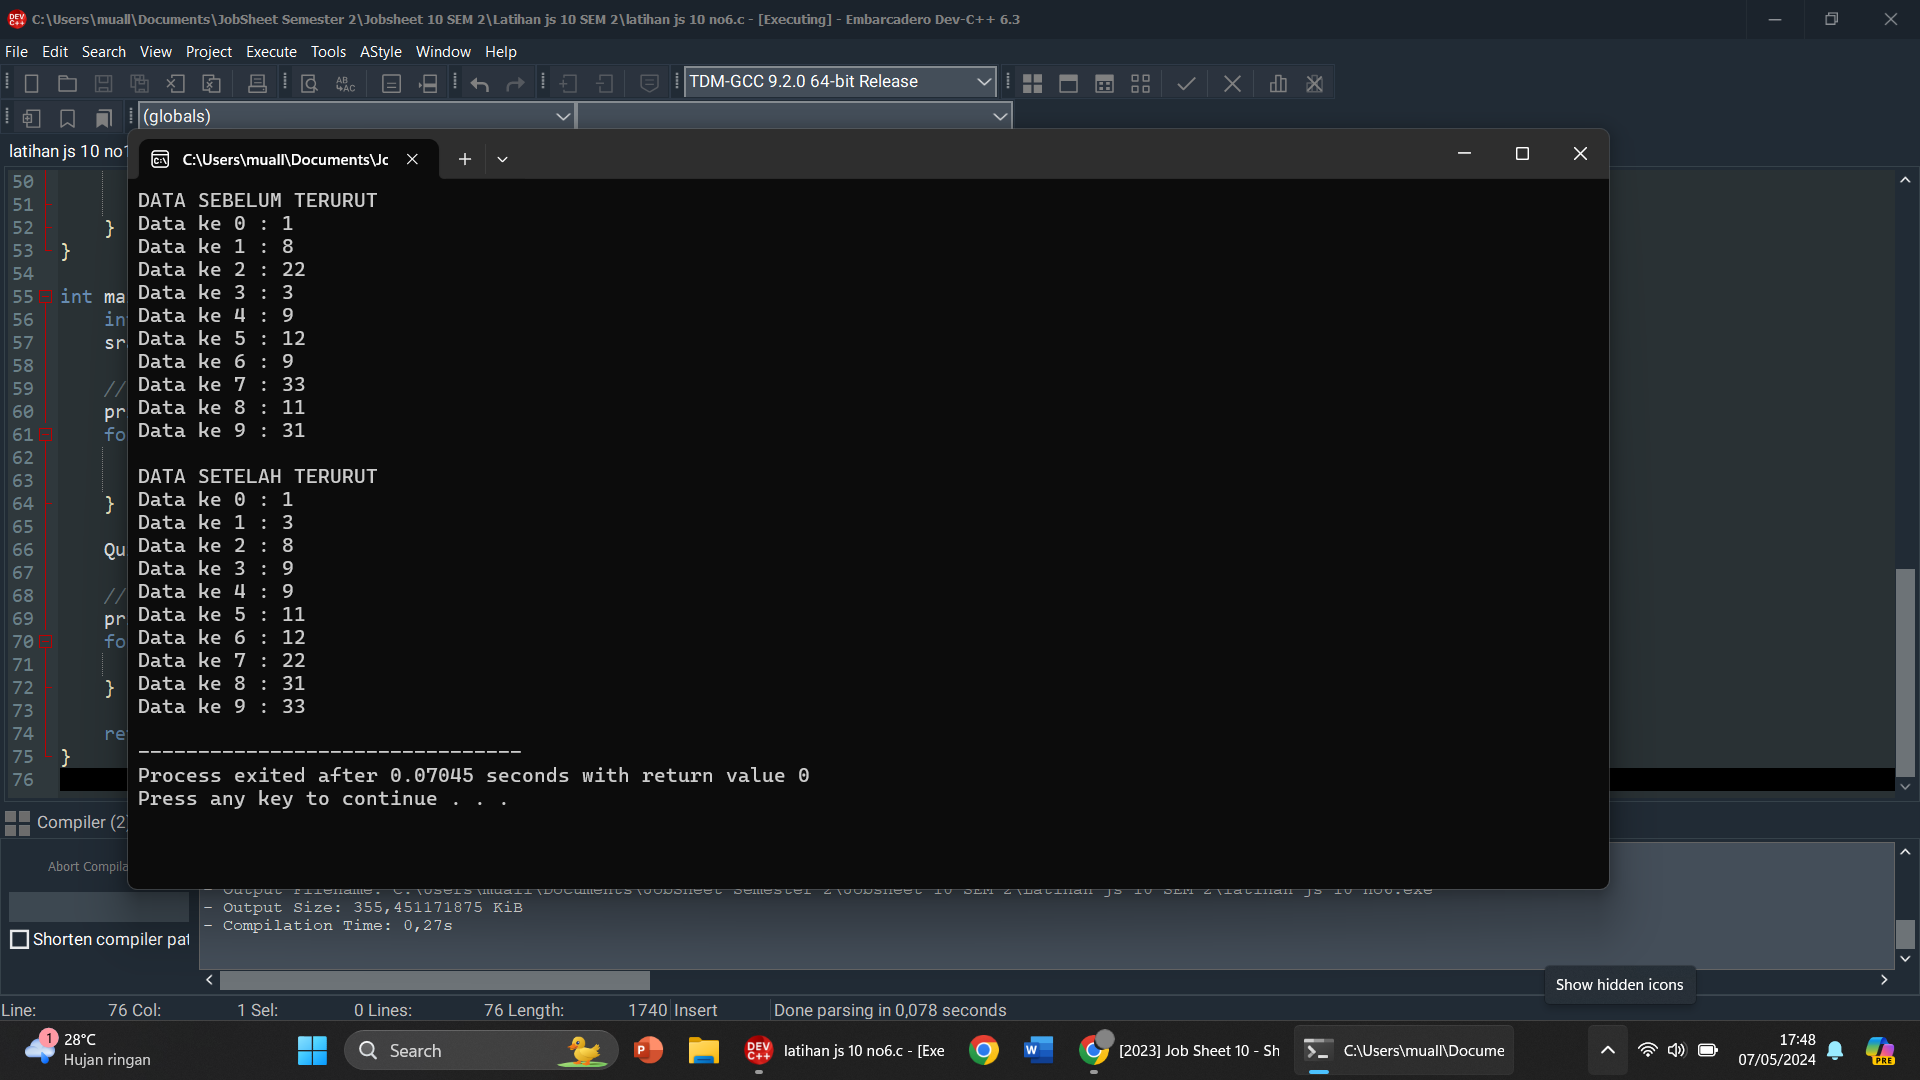 C:\Users\muall\Documents\JobSheet Semester 2\Jobsheet 10 SEM 2\Latihan js 10 SEM 2\latihan js 10 no6.c - [Executing] - Embarcadero Dev-C++ 6.3
File Edit Search View Project Execute Tools AStyle Window Help
TDM-GCC 9.2.0 64-bit Release
(globals)
latihan js 10 no1
C:\Users\muall\Documents\Jc
50
51
52 }
53 }
54
55 int ma
56 in
57 sr
58
59 //
60 pr
61 fo
62
63
64 }
65
66 Qu
67
68 //
69 pr
70 fo
71
72 }
73
74 re
75 }
76
DATA SEBELUM TERURUT
Data ke 0 : 1
Data ke 1 : 8
Data ke 2 : 22
Data ke 3 : 3
Data ke 4 : 9
Data ke 5 : 12
Data ke 6 : 9
Data ke 7 : 33
Data ke 8 : 11
Data ke 9 : 31
DATA SETELAH TERURUT
Data ke 0 : 1
Data ke 1 : 3
Data ke 2 : 8
Data ke 3 : 9
Data ke 4 : 9
Data ke 5 : 11
Data ke 6 : 12
Data ke 7 : 22
Data ke 8 : 31
Data ke 9 : 33
--------------------------------
Process exited after 0.07045 seconds with return value 0
Press any key to continue . . .
Compiler (2)
Abort Compila
Shorten compiler pat
- Output Filename: C:\Users\muall\Documents\JobSheet Semester 2\Jobsheet 10 SEM 2\Latihan js 10 SEM 2\latihan js 10 no6.exe
- Output Size: 355,451171875 KiB
- Compilation Time: 0,27s
Show hidden icons
Line: 76 Col: 1 Sel: 0 Lines: 76 Length: 1740 Insert Done parsing in 0,078 seconds
1
28°C
Hujan ringan
Search
latihan js 10 no6.c - [Exe
[2023] Job Sheet 10 - Sh
C:\Users\muall\Docume
17:48
07/05/2024
PRE